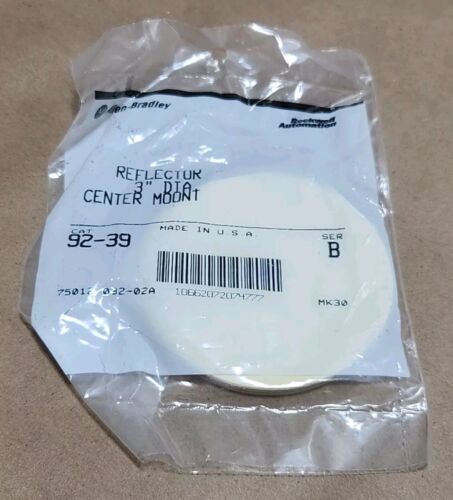 Allen-Bradley
Rockwell
Automation
REFLECTOR
3" DIA
CENTER MOUNT
CAT
92-39
MADE IN U.S.A.
SER
B
10662072074777
MK30